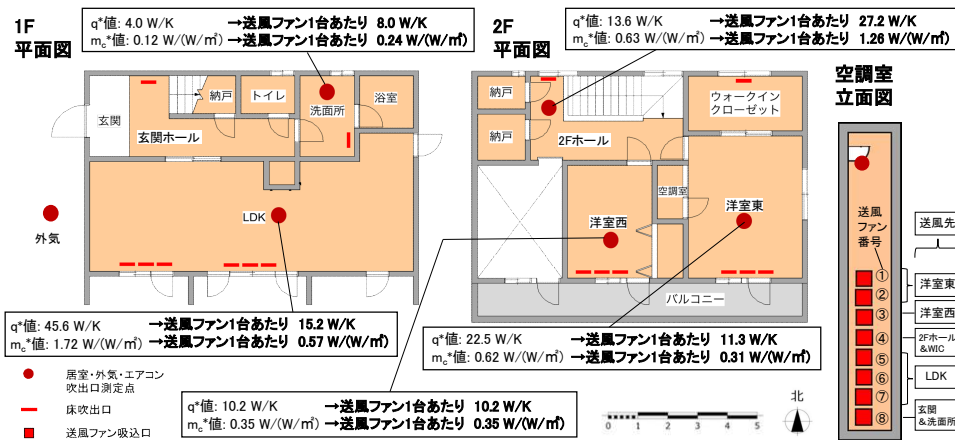 1F
平面図
q*値: 4.0 W/K →送風ファン1台あたり 8.0 W/K
mc*値: 0.12 W/(W/㎡) →送風ファン1台あたり 0.24 W/(W/㎡)
2F
平面図
q*値: 13.6 W/K →送風ファン1台あたり 27.2 W/K
mc*値: 0.63 W/(W/㎡) →送風ファン1台あたり 1.26 W/(W/㎡)
空調室
立面図
玄関
玄関ホール
納戸
トイレ
洗面所
浴室
LDK
外気
納戸
納戸
2Fホール
ウォークイン
クローゼット
空調室
洋室西
洋室東
バルコニー
送風
ファン
番号
①
②
③
④
⑤
⑥
⑦
⑧
送風先
洋室東
洋室西
2Fホール
&WIC
LDK
玄関
&洗面所
q*値: 45.6 W/K →送風ファン1台あたり 15.2 W/K
mc*値: 1.72 W/(W/㎡) →送風ファン1台あたり 0.57 W/(W/㎡)
q*値: 22.5 W/K →送風ファン1台あたり 11.3 W/K
mc*値: 0.62 W/(W/㎡) →送風ファン1台あたり 0.31 W/(W/㎡)
q*値: 10.2 W/K →送風ファン1台あたり 10.2 W/K
mc*値: 0.35 W/(W/㎡) →送風ファン1台あたり 0.35 W/(W/㎡)
居室・外気・エアコン
吹出口測定点
床吹出口
送風ファン吸込口
0 1 2 3 4 5
北